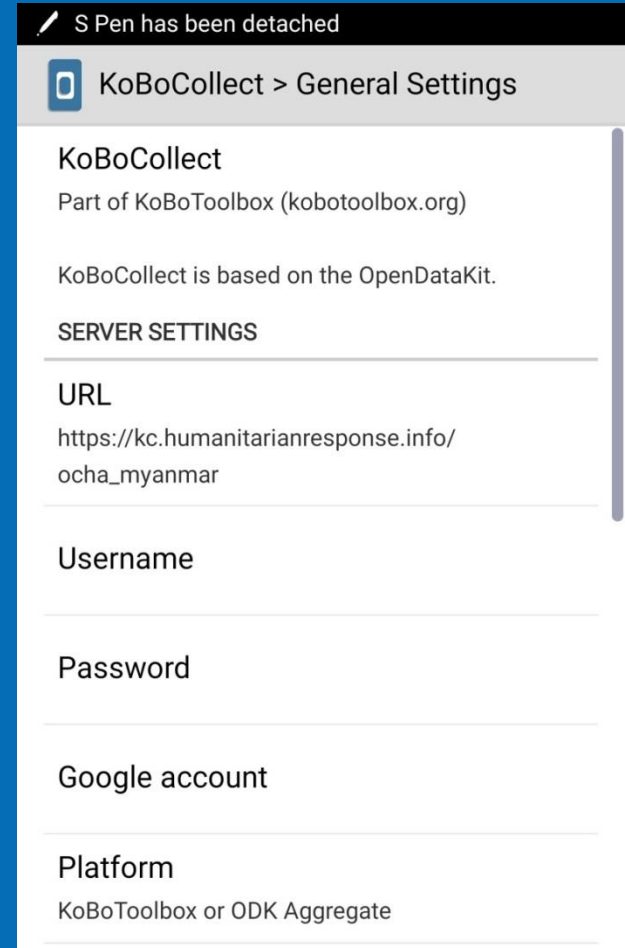 S Pen has been detached
KoBoCollect > General Settings
KoBoCollect
Part of KoBoToolbox (kobotoolbox.org)
KoBoCollect is based on the OpenDataKit.
SERVER SETTINGS
URL
https://kc.humanitarianresponse.info/
ocha_myanmar
Username
Password
Google account
Platform
KoBoToolbox or ODK Aggregate